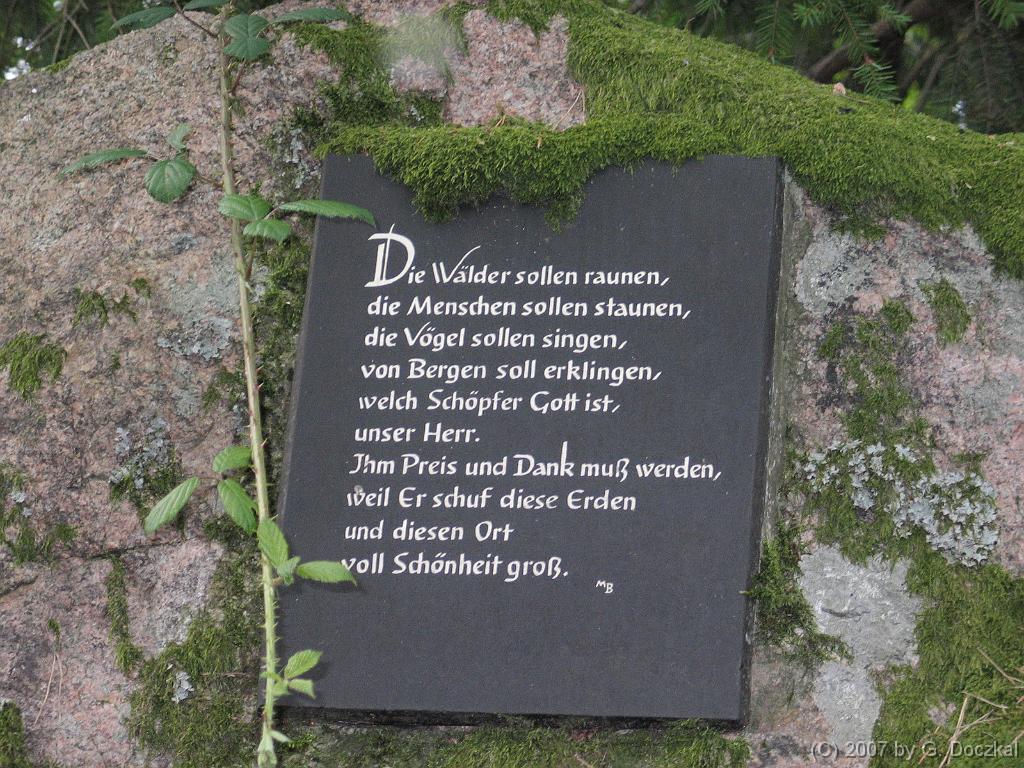 Die Wälder sollen raunen,
die Menschen sollen staunen,
die Vögel sollen singen,
von Bergen soll erklingen,
welch Schöpfer Gott ist,
unser Herr.
Ihm Preis und Dank muß werden,
weil Er schuf diese Erden
und diesen Ort
voll Schönheit groß.
MB
(C) 2007 by G. Doczkal